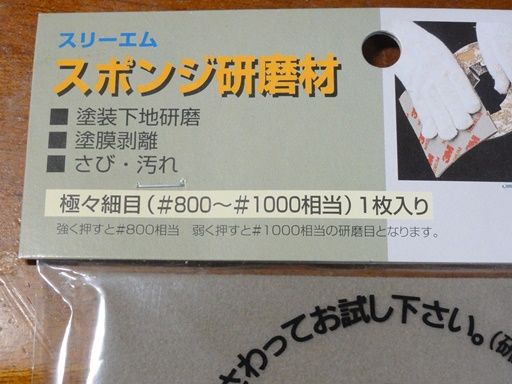 スリーエム
スポンジ研磨材
■ 塗装下地研磨
■ 塗膜剥離
■ さび・汚れ
極々細目（#800～#1000相当）1枚入り
強く押すと#800相当　弱く押すと#1000相当の研磨目となります。
さわってお試し下さい。(研